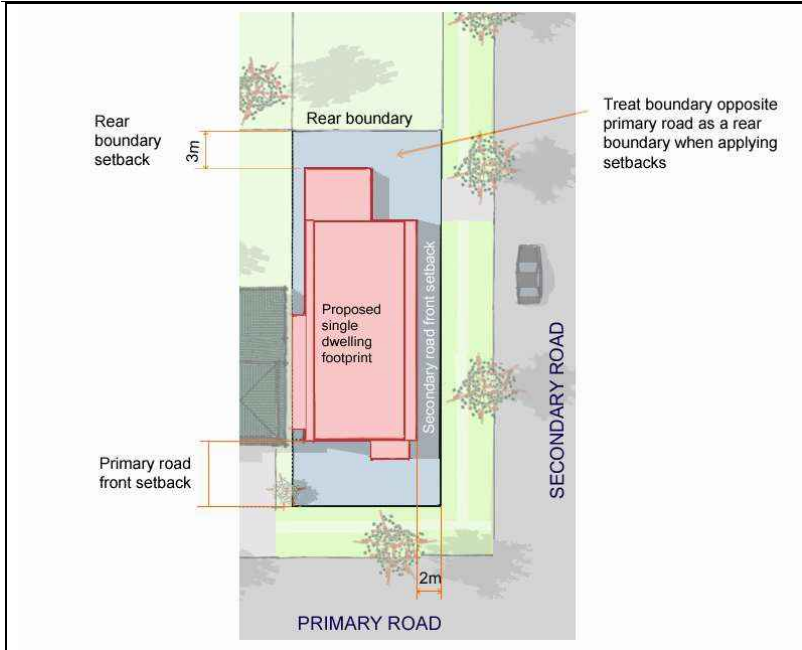 Rear
boundary
setback
3m
Rear boundary
Treat boundary opposite
primary road as a rear
boundary when applying
setbacks
Proposed
single
dwelling
footprint
Secondary road front setback
SECONDARY ROAD
Primary road
front setback
2m
PRIMARY ROAD